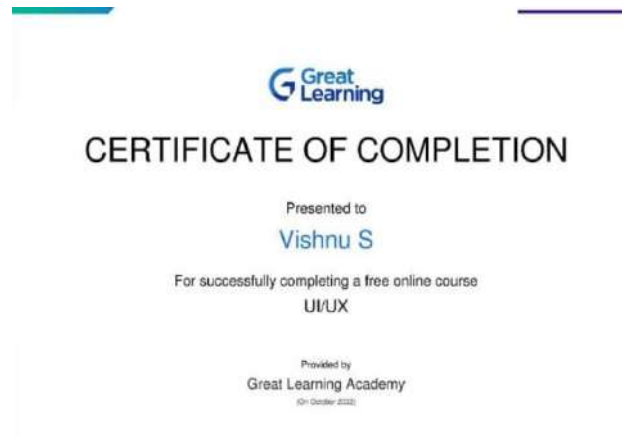 Great
Learning
CERTIFICATE OF COMPLETION
Presented to
Vishnu S
For successfully completing a free online course
UI/UX
Provided by
Great Learning Academy
(On October 2022)